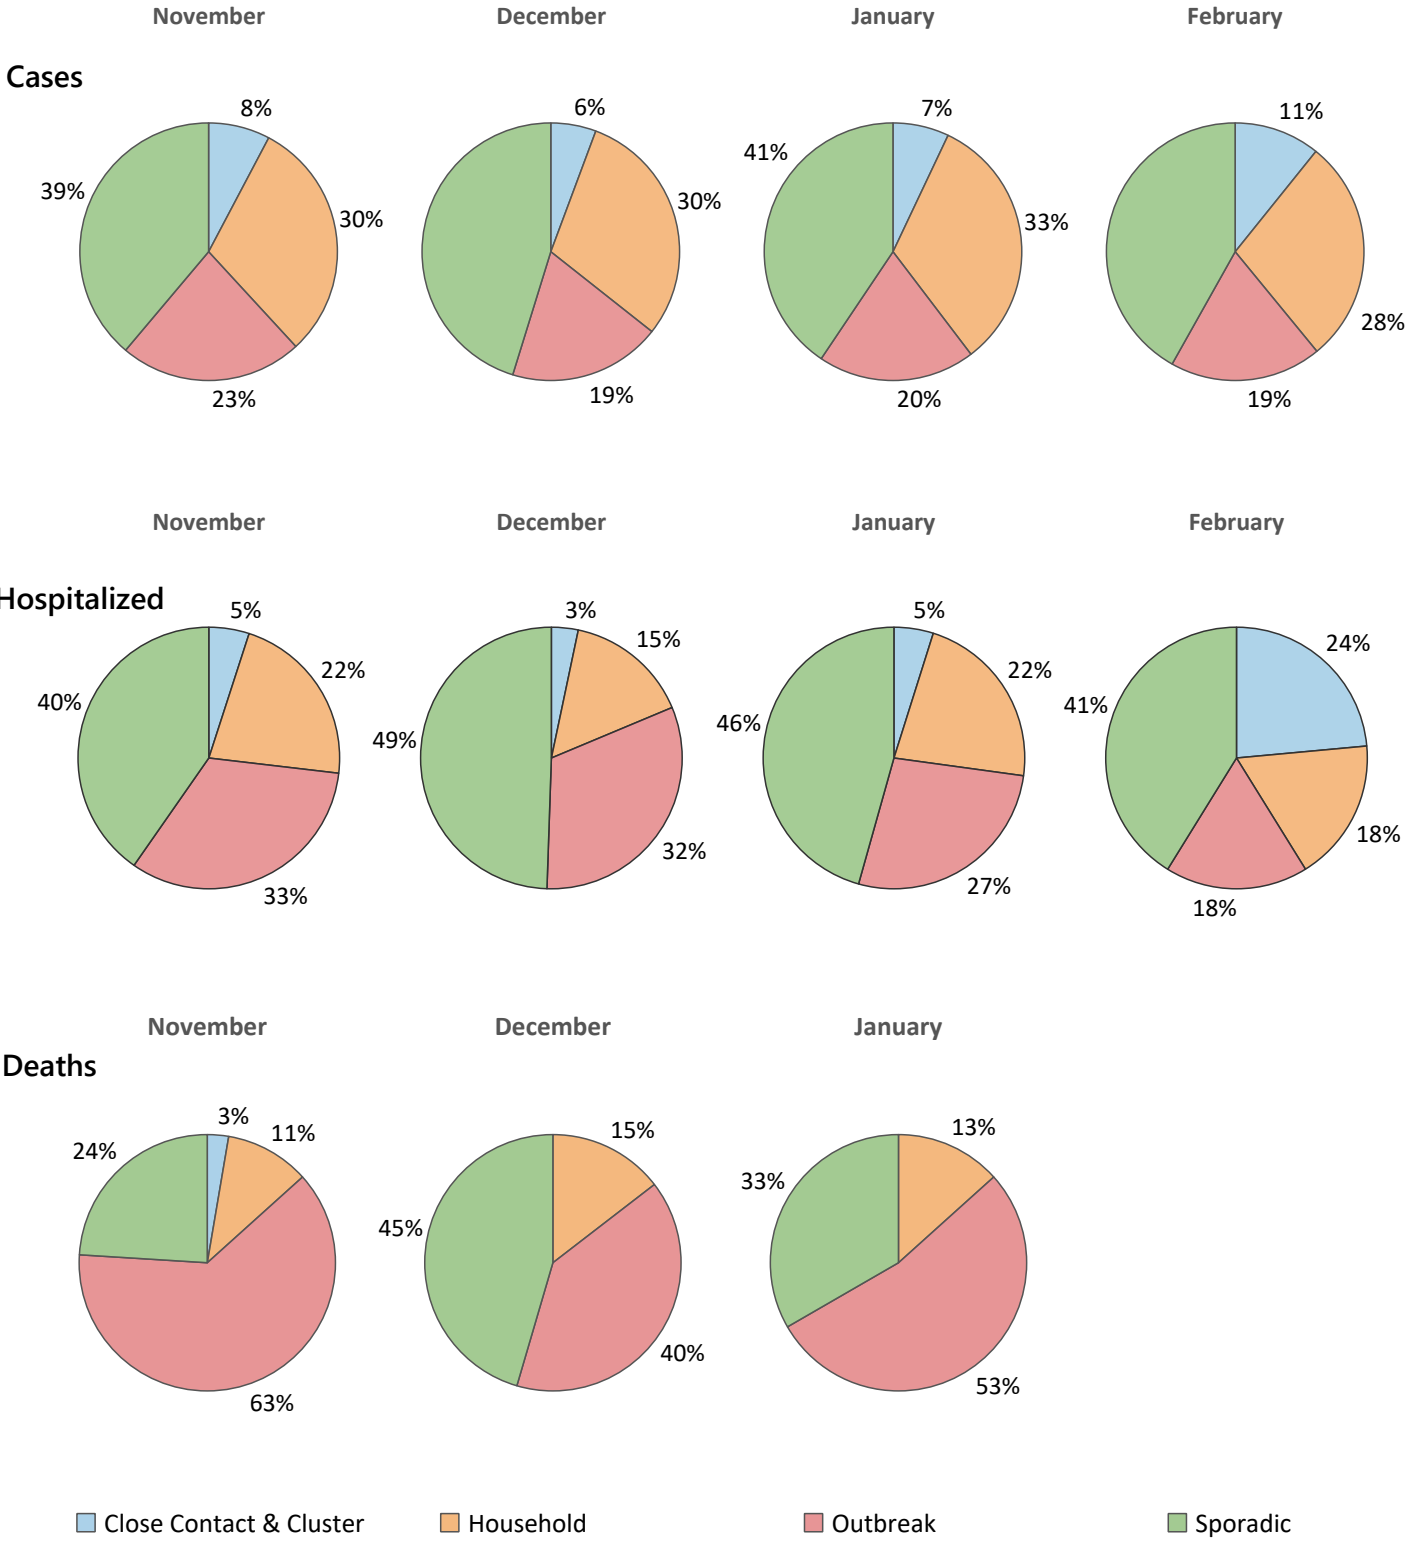 November December January February
Cases
8% 6% 7% 11%
41%
39% 30% 30% 33%
28%
23% 19% 20% 19%
November December January February
Hospitalized
5% 3% 5% 24%
15%
40% 22% 49% 46% 22% 41%
32% 18%
33% 27% 18%
November December January
Deaths
3% 15% 13%
24% 11%
33%
45%
40%
63% 53%
Close Contact & Cluster Household Outbreak Sporadic